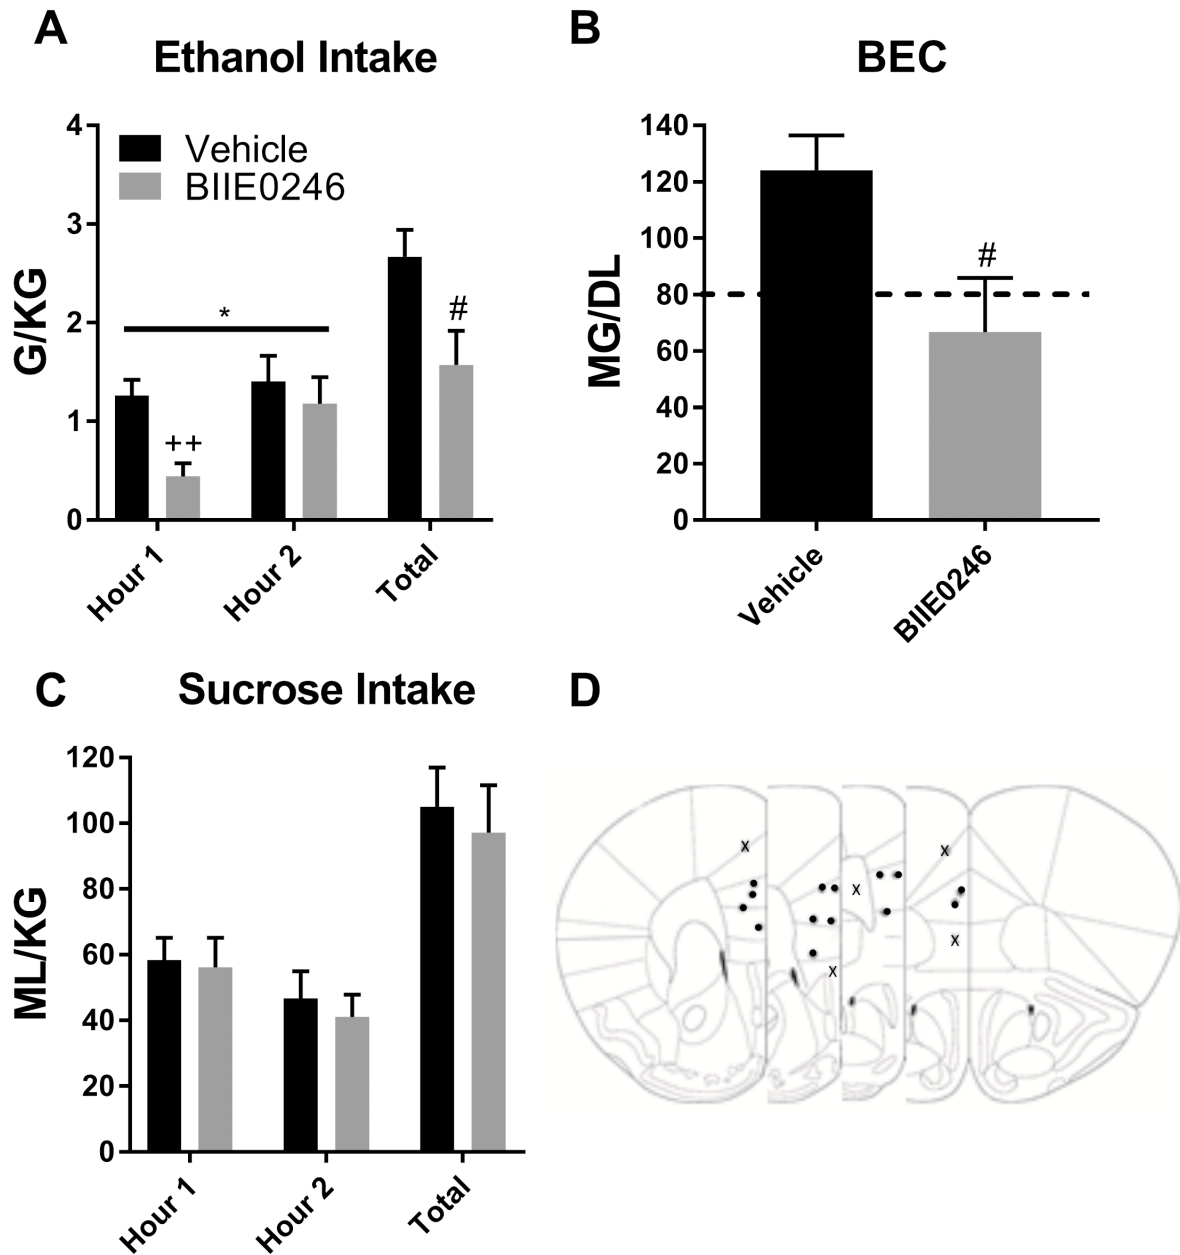 A
Ethanol Intake
4
3
2
1
0
G/KG
Vehicle
BIIE0246
*
++
#
Hour 1
Hour 2
Total
B
BEC
140
120
100
80
60
40
20
0
MG/DL
#
Vehicle
BIIE0246
C
Sucrose Intake
120
100
80
60
40
20
0
ML/KG
Hour 1
Hour 2
Total
D
X
X
X
X
X